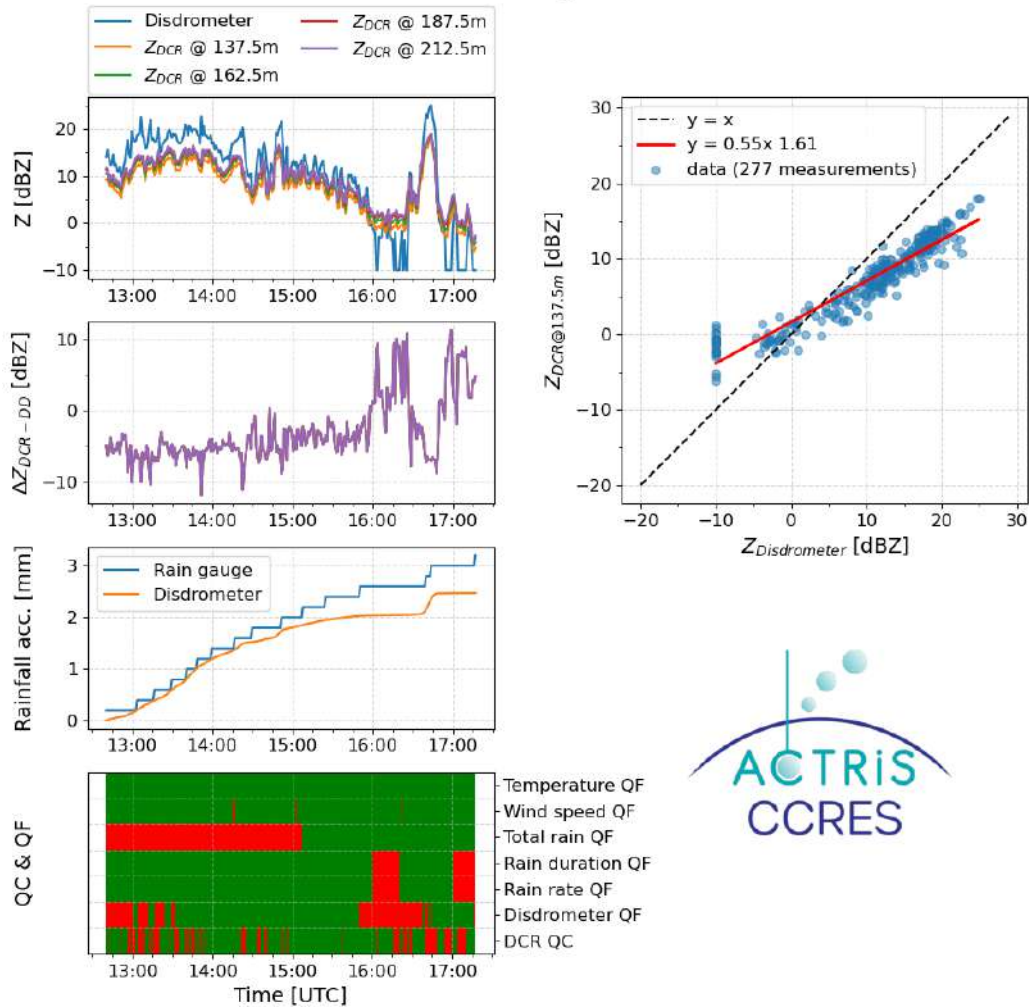 Disdrometer
Z_DCR @ 137.5m
Z_DCR @ 162.5m
Z_DCR @ 187.5m
Z_DCR @ 212.5m
Z [dBZ]
20
10
0
−10
13:00 14:00 15:00 16:00 17:00
ΔZ_DCR − DD [dBZ]
10
0
−10
13:00 14:00 15:00 16:00 17:00
Rainfall acc. [mm]
Rain gauge
Disdrometer
3
2
1
0
13:00 14:00 15:00 16:00 17:00
QC & QF
Temperature QF
Wind speed QF
Total rain QF
Rain duration QF
Rain rate QF
Disdrometer QF
DCR QC
13:00 14:00 15:00 16:00 17:00
Time [UTC]
y = x
y = 0.55x 1.61
data (277 measurements)
Z_DCR@137.5m [dBZ]
30
20
10
0
−10
−20
−20 −10 0 10 20 30
Z_Disdrometer [dBZ]
ACTRiS
CCRES